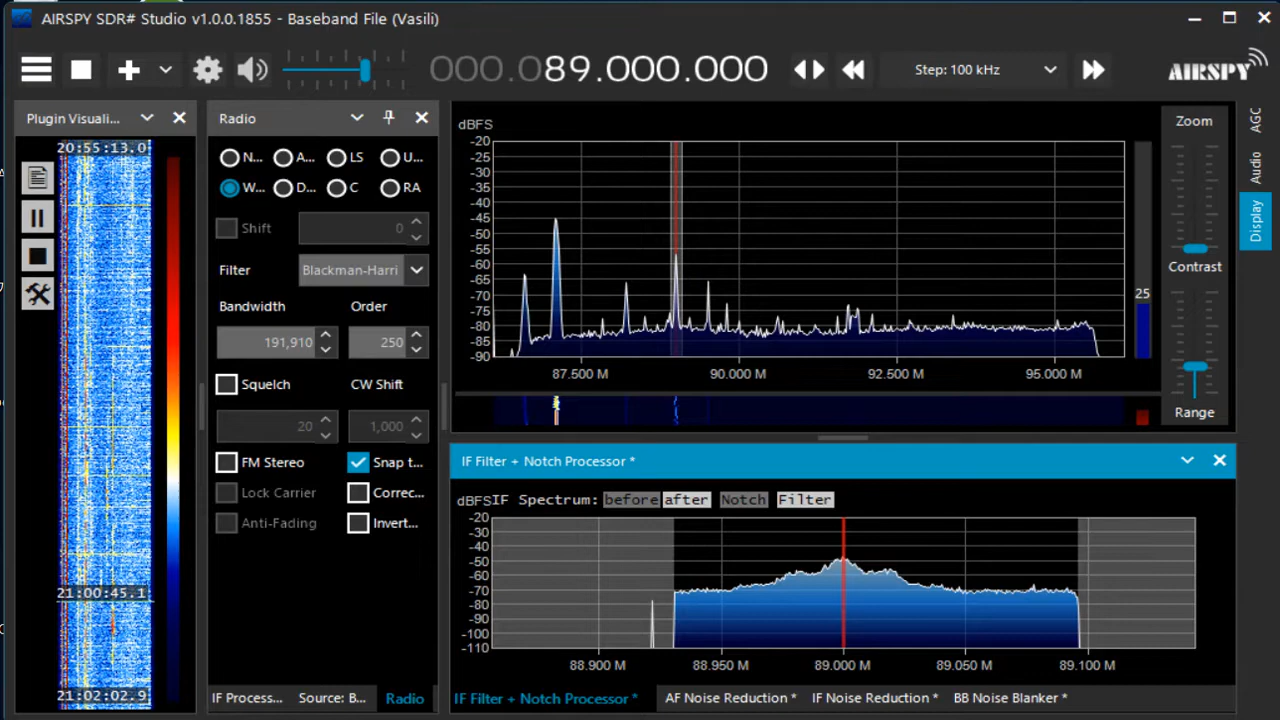 AIRSPY SDR# Studio v1.0.0.1855 - Baseband File (Vasili)
000.089.000.000
Step: 100 kHz
AIRSPY
Plugin Visuali...
20:55:13.0
21:00:45.1
21:02:02.9
Radio
N... A... LS U...
W... D... C RA
Shift 0
Filter Blackman-Harri
Bandwidth Order
191,910 250
Squelch CW Shift
20 1,000
FM Stereo Snap t...
Lock Carrier Correc...
Anti-Fading Invert...
IF Proces... Source: B... Radio
dBFS
-20
-25
-30
-35
-40
-45
-50
-55
-60
-65
-70
-75
-80
-85
-90
87.500 M 90.000 M 92.500 M 95.000 M
25
Zoom
Contrast
Range
AGC
Audio
Display
IF Filter + Notch Processor *
dBFS IF Spectrum: before after Notch Filter
-20
-30
-40
-50
-60
-70
-80
-90
-100
-110
88.900 M 88.950 M 89.000 M 89.050 M 89.100 M
IF Filter + Notch Processor * AF Noise Reduction * IF Noise Reduction * BB Noise Blanker *